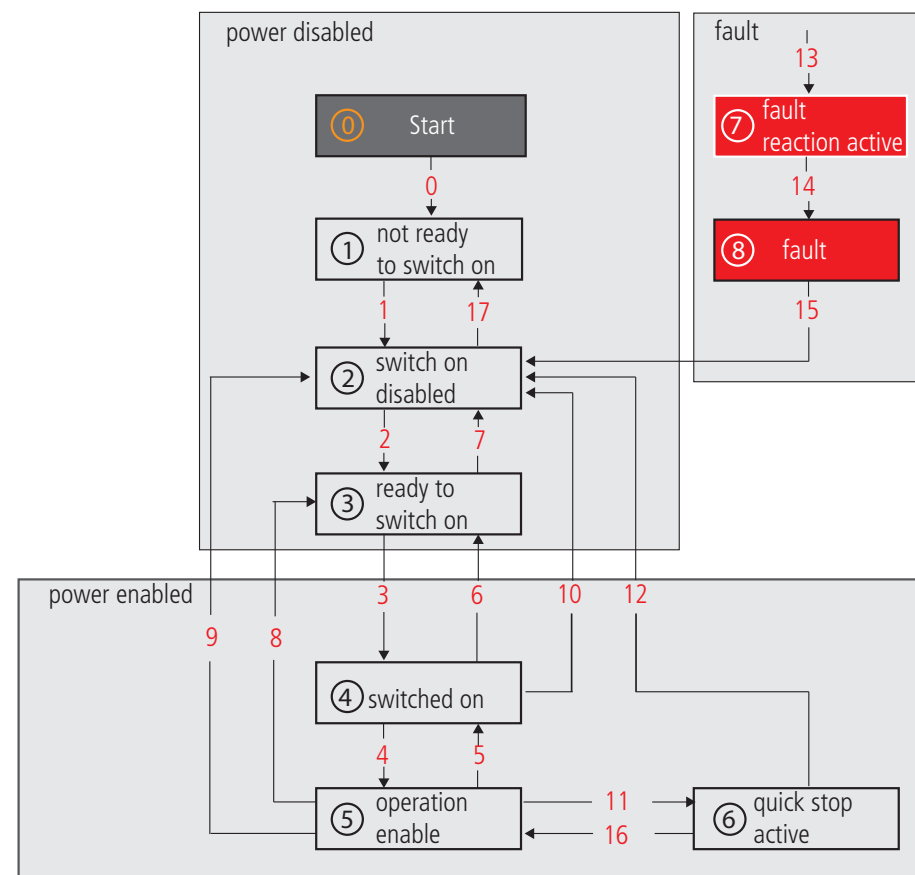 power disabled
fault
13
0 Start
7 fault
reaction active
0
14
1 not ready
to switch on
8 fault
1
17
15
2 switch on
disabled
2
7
3 ready to
switch on
power enabled
3
6
10
12
9
8
4 switched on
4
5
5 operation
enable
11
16
6 quick stop
active